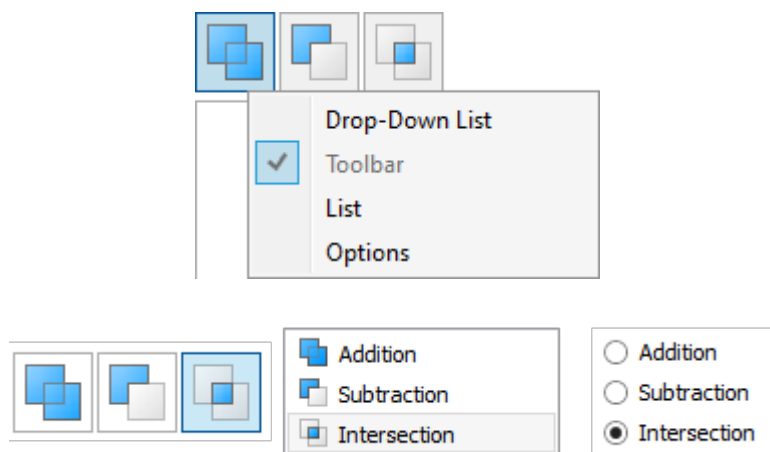 Drop-Down List
Toolbar
List
Options
Addition
Subtraction
Intersection
Addition
Subtraction
Intersection